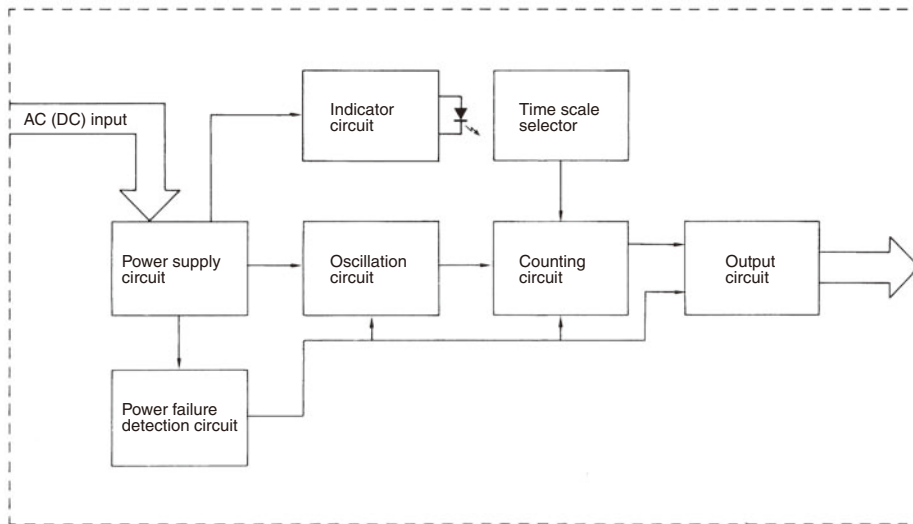 AC (DC) input
Indicator
circuit
Time scale
selector
Power supply
circuit
Oscillation
circuit
Counting
circuit
Output
circuit
Power failure
detection circuit